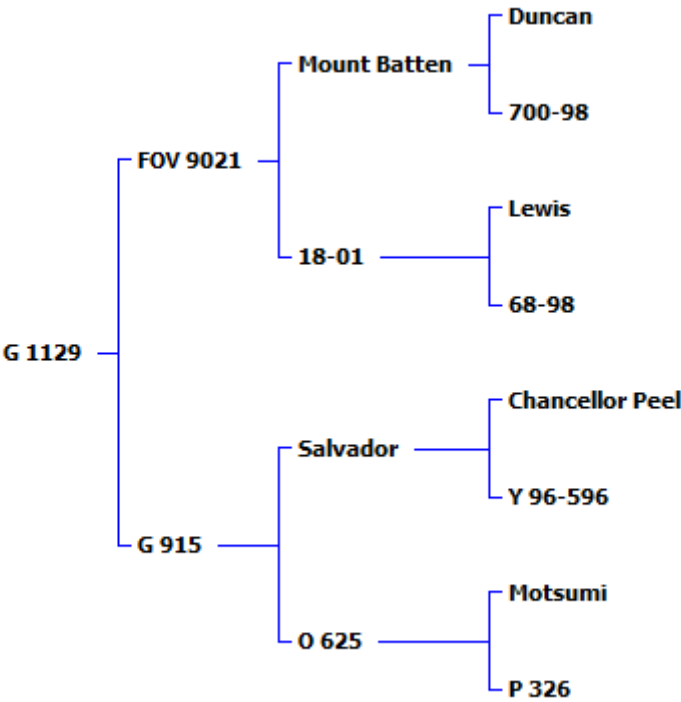 Duncan
Mount Batten
700-98
FOV 9021
Lewis
18-01
68-98
G 1129
Chancellor Peel
Salvador
Y 96-596
G 915
Motsumi
O 625
P 326